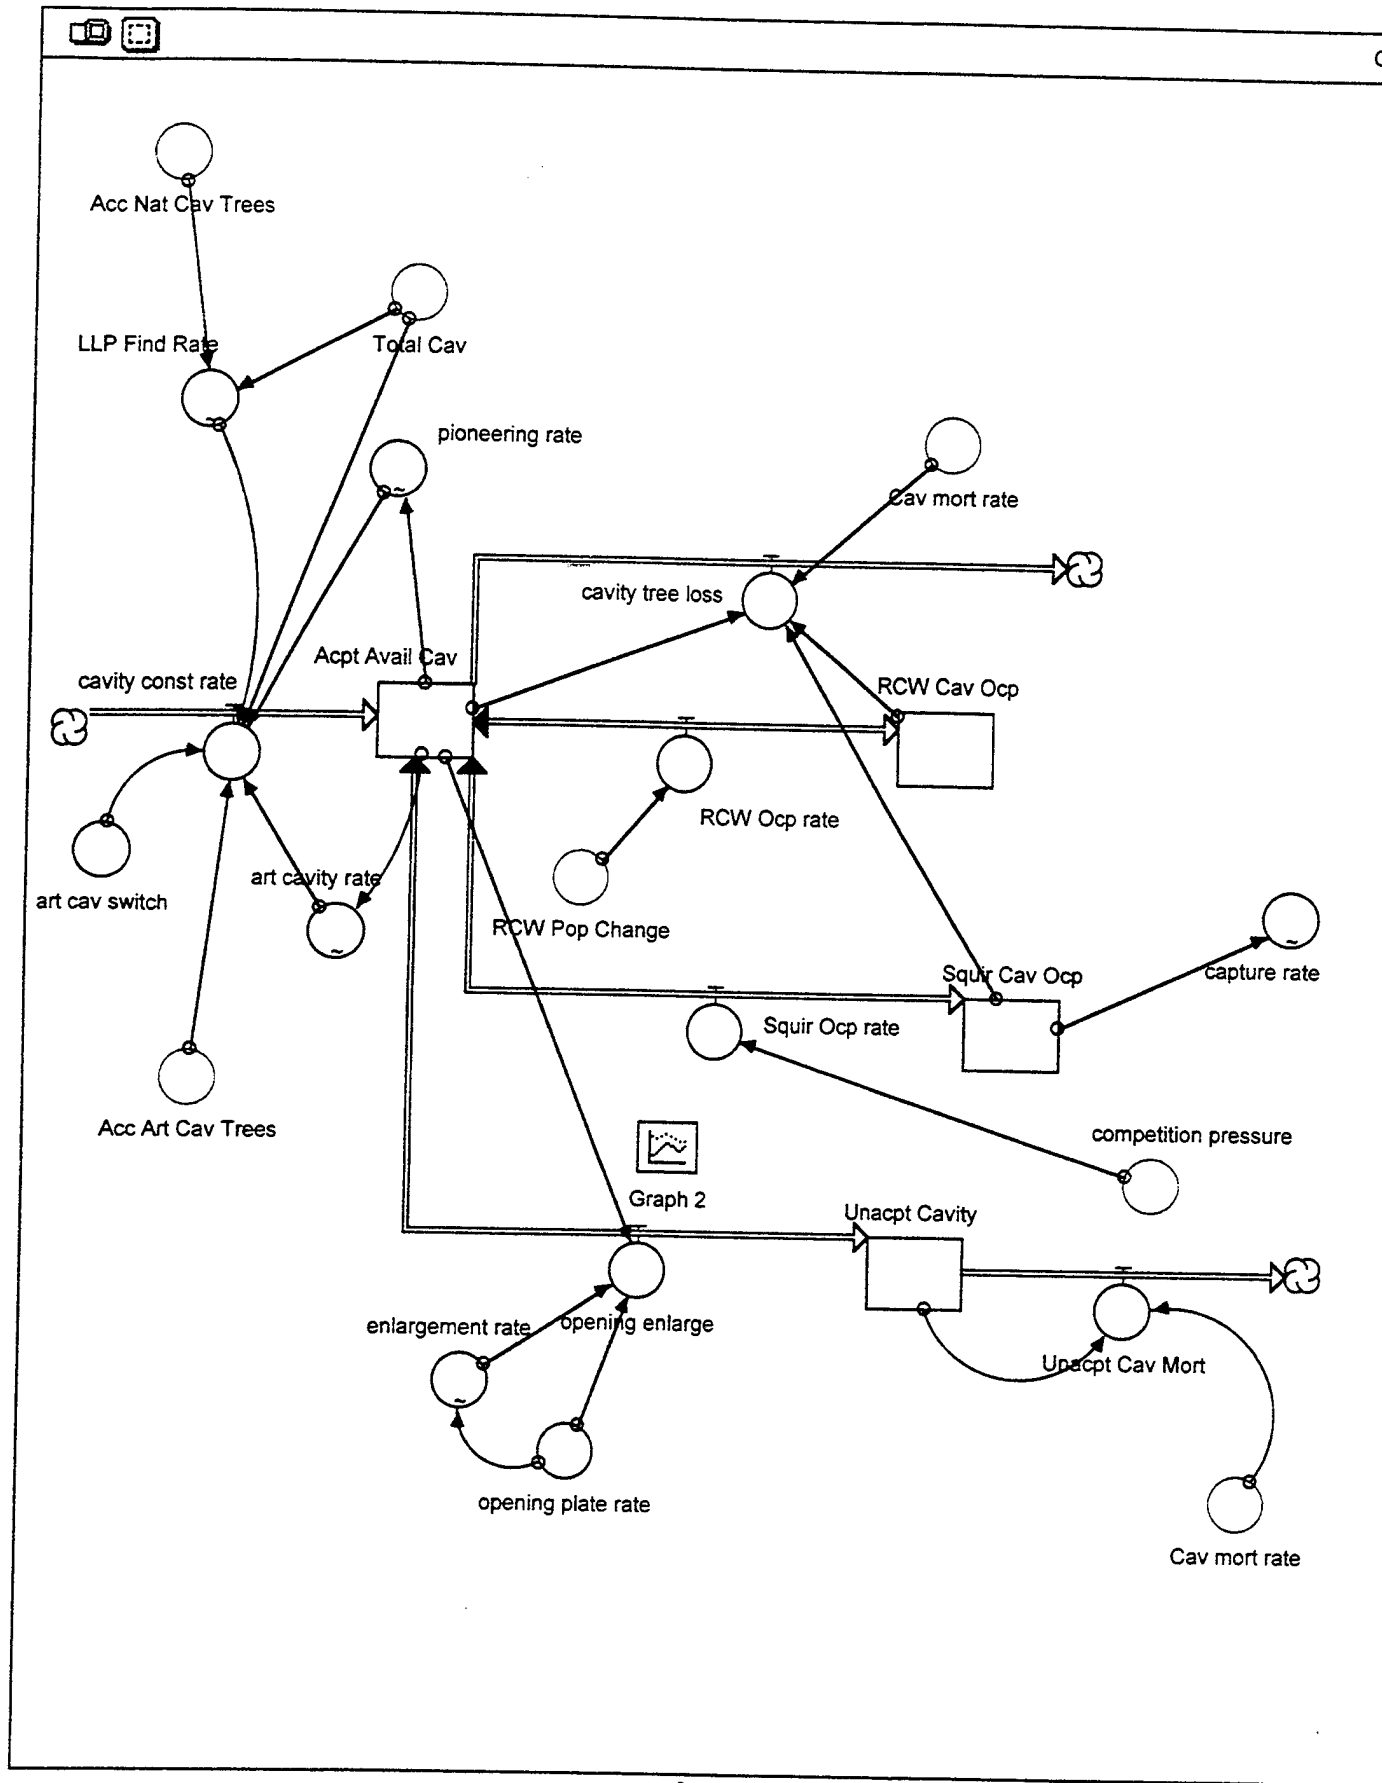 C
Acc Nat Cav Trees
LLP Find Rate
Total Cav
pioneering rate
Cav mort rate
cavity tree loss
Acpt Avail Cav
cavity const rate
RCW Cav Ocp
RCW Ocp rate
art cavity rate
art cav switch
RCW Pop Change
Squir Cav Ocp
capture rate
Squir Ocp rate
Acc Art Cav Trees
competition pressure
Graph 2
Unacpt Cavity
enlargement rate
opening enlarge
Unacpt Cav Mort
opening plate rate
Cav mort rate